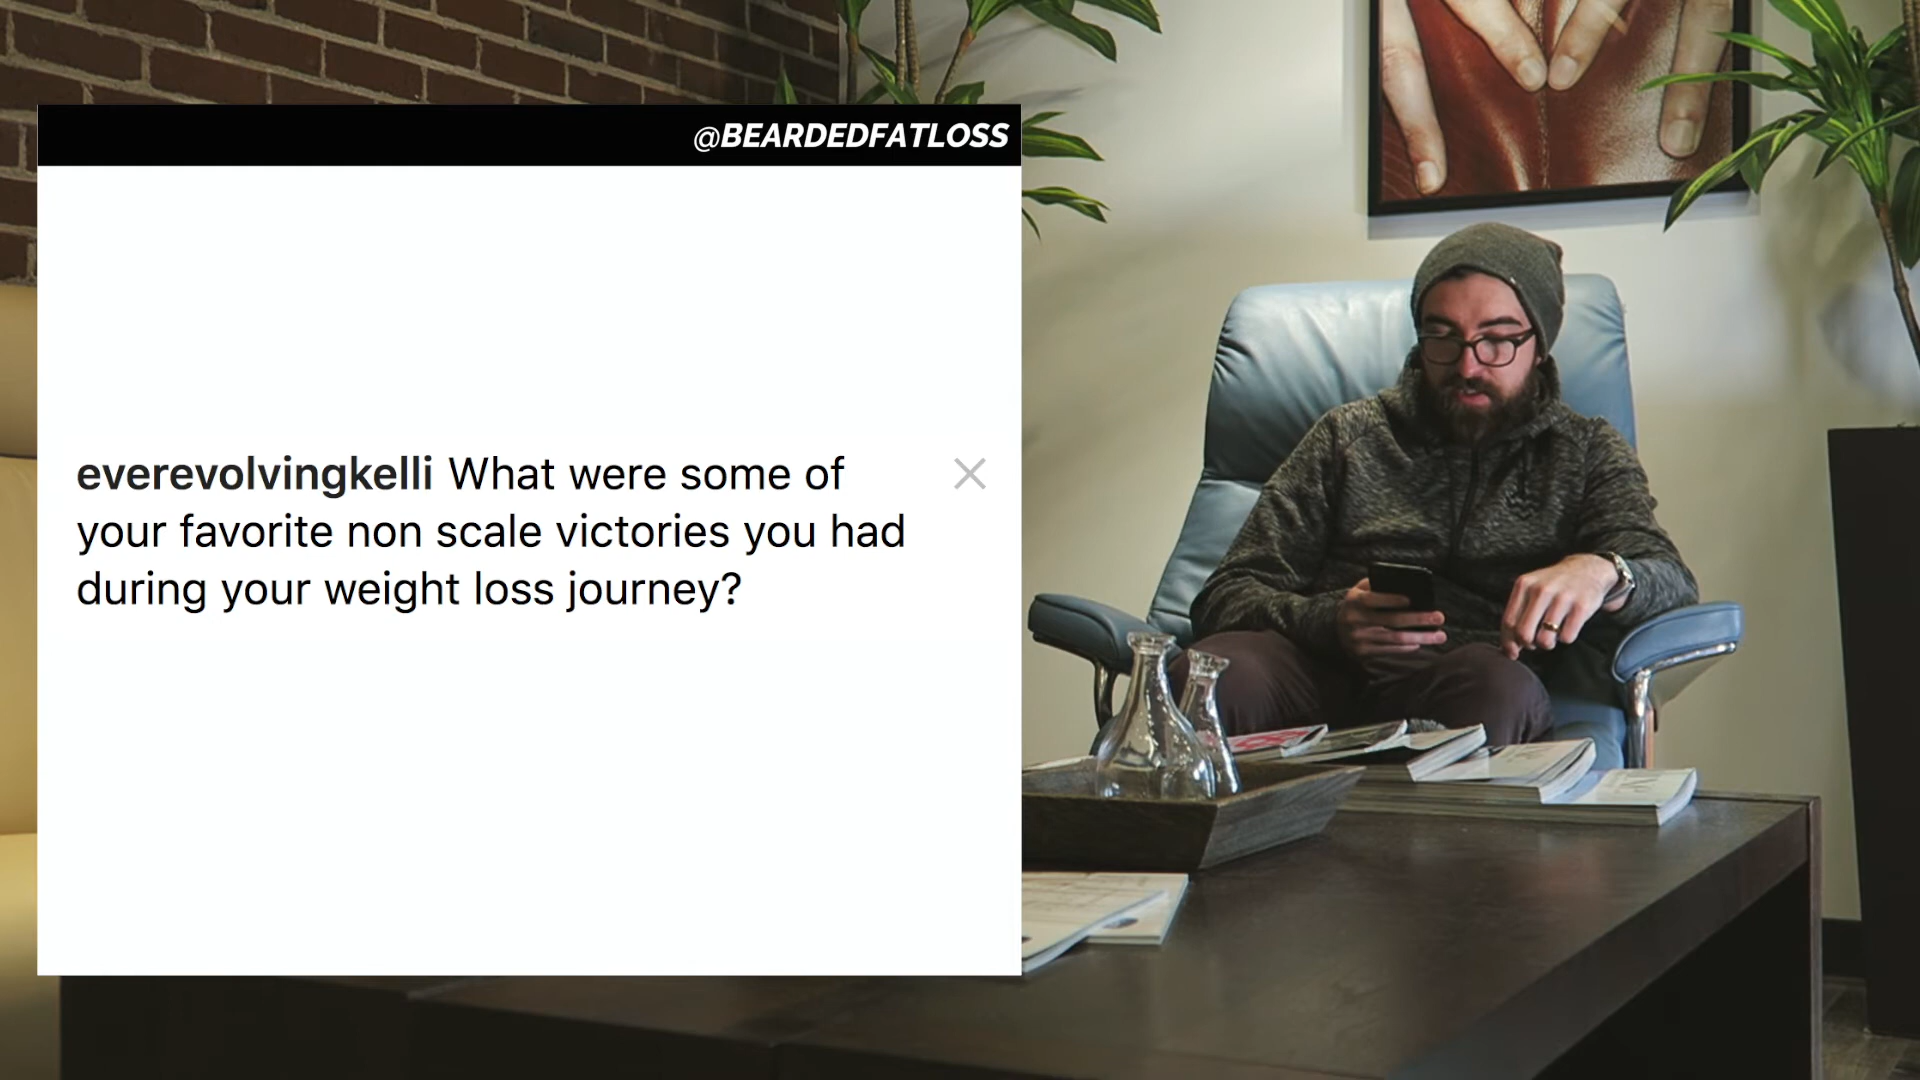 @BEARDEDFATLOSS
everevolvingkelli What were some of
your favorite non scale victories you had
during your weight loss journey?